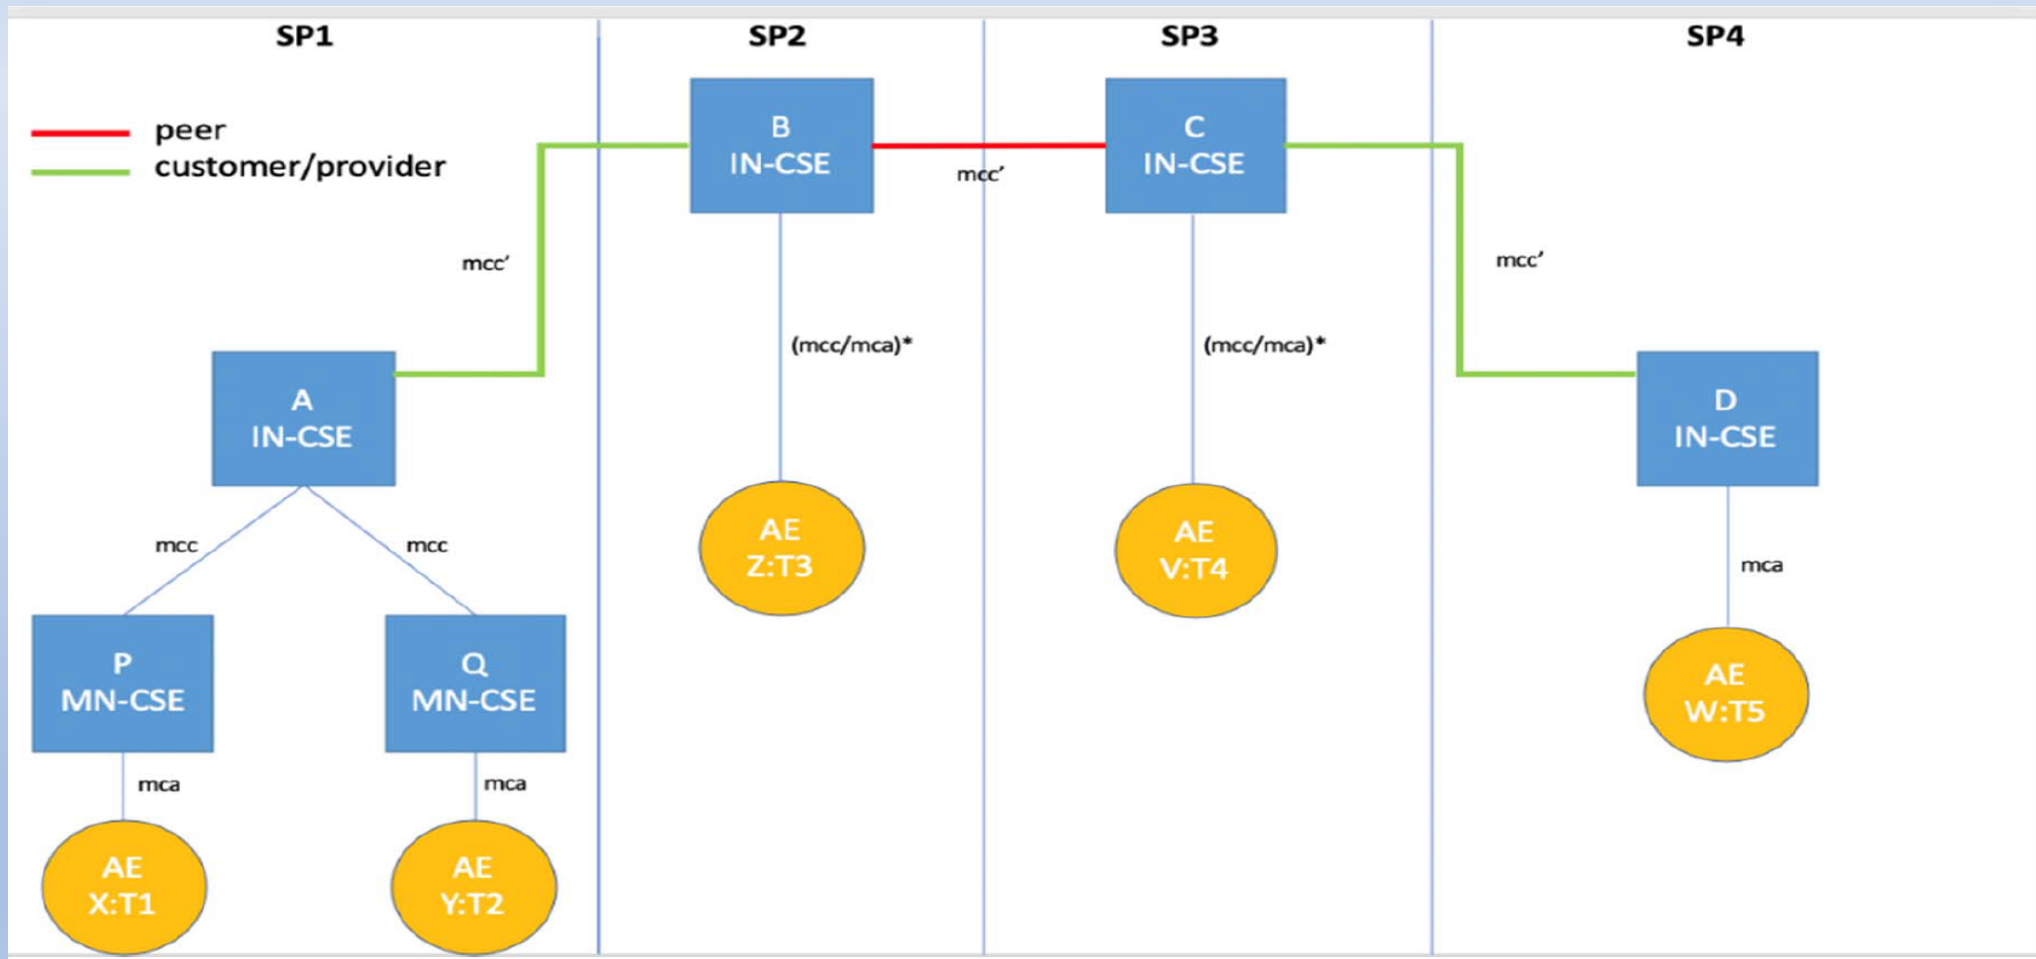 SP1
SP2
SP3
SP4
peer
customer/provider
B
IN-CSE
C
IN-CSE
mcc’
mcc’
mcc’
(mcc/mca)*
(mcc/mca)*
A
IN-CSE
D
IN-CSE
mcc
mcc
AE
Z:T3
AE
V:T4
mca
P
MN-CSE
Q
MN-CSE
AE
W:T5
mca
mca
AE
X:T1
AE
Y:T2